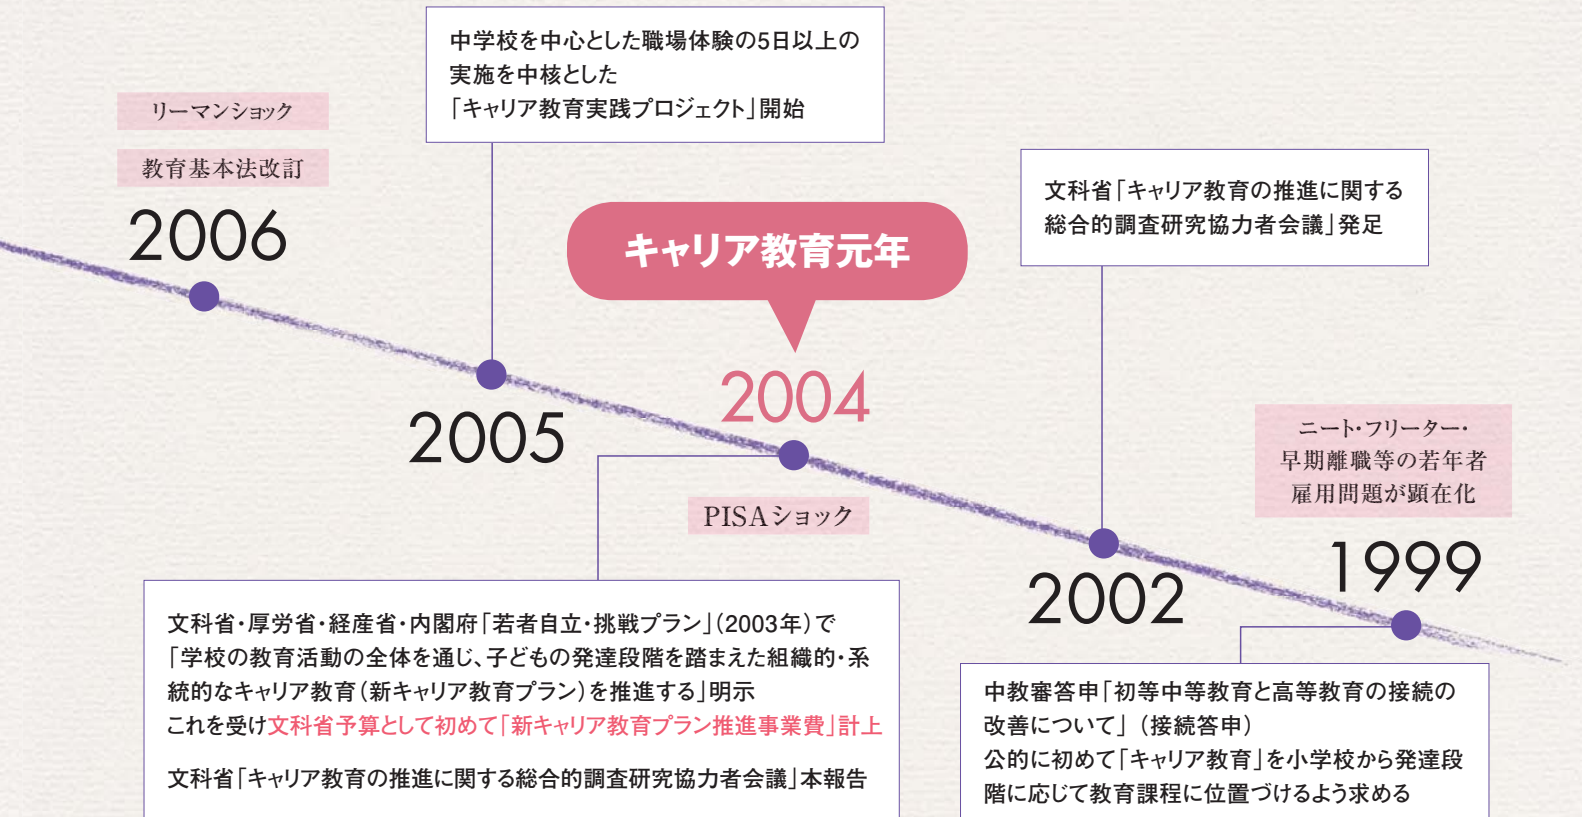 中学校を中心とした職場体験の5日以上の
実施を中核とした
「キャリア教育実践プロジェクト」開始
リーマンショック
教育基本法改訂
2006
2005
キャリア教育元年
2004
PISAショック
文科省・厚労省・経産省・内閣府「若者自立・挑戦プラン」(2003年)で
「学校の教育活動の全体を通じ、子どもの発達段階を踏まえた組織的・系
統的なキャリア教育(新キャリア教育プラン)を推進する」明示
これを受け文科省予算として初めて「新キャリア教育プラン推進事業費」計上
文科省「キャリア教育の推進に関する総合的調査研究協力者会議」本報告
文科省「キャリア教育の推進に関する
総合的調査研究協力者会議」発足
2002
ニート・フリーター・
早期離職等の若年者
雇用問題が顕在化
1999
中教審答申「初等中等教育と高等教育の接続の
改善について」(接続答申)
公的に初めて「キャリア教育」を小学校から発達段
階に応じて教育課程に位置づけるよう求める